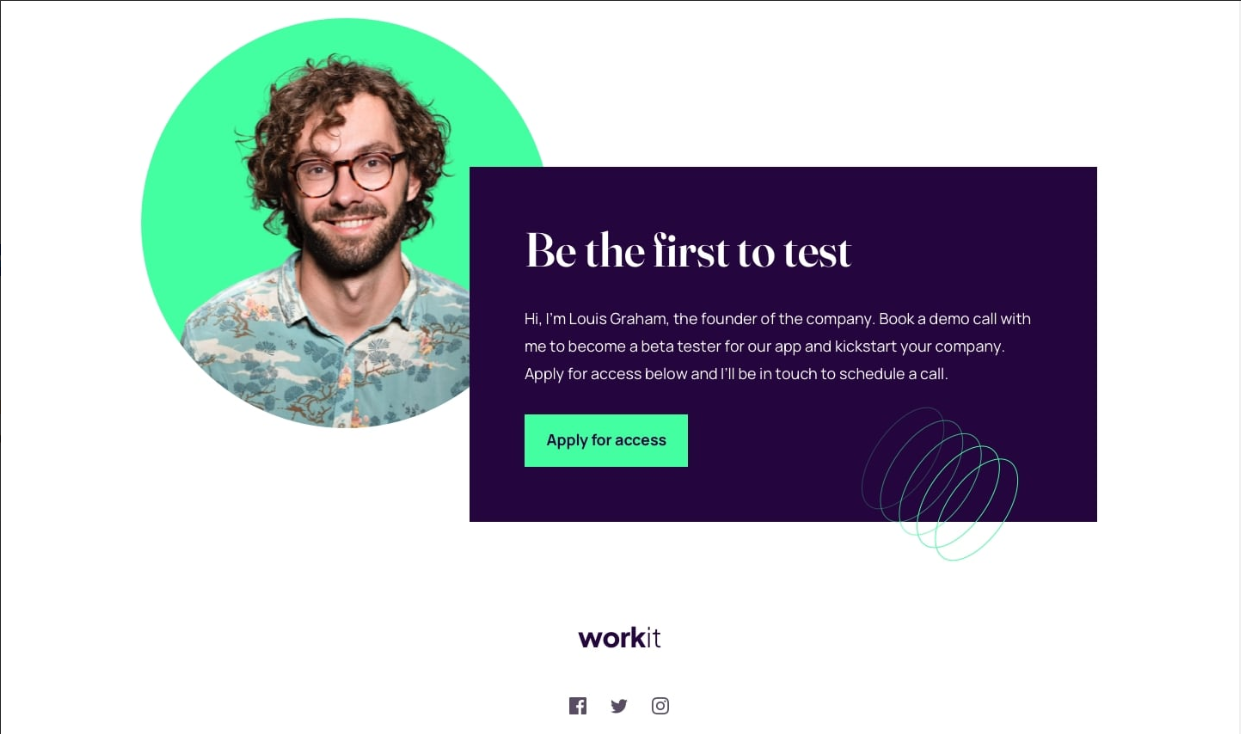 Be the first to test
Hi, I'm Louis Graham, the founder of the company. Book a demo call with
me to become a beta tester for our app and kickstart your company.
Apply for access below and I'll be in touch to schedule a call.
Apply for access
workit